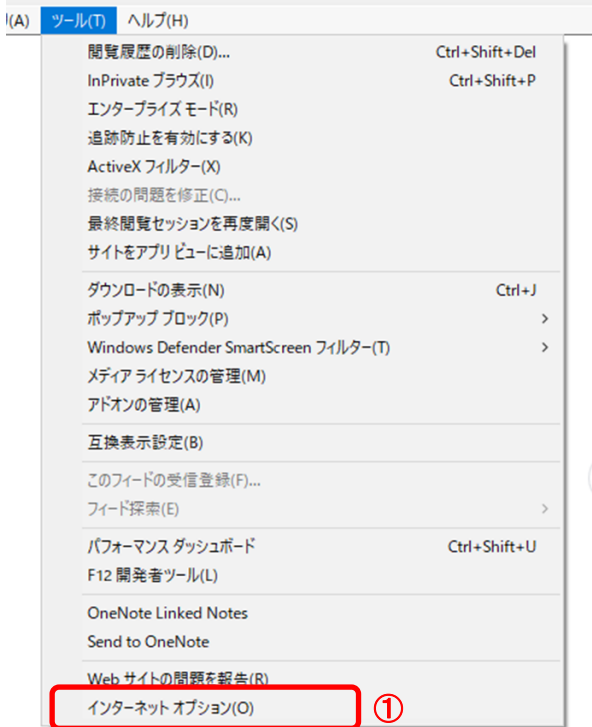 (A) ツール(T) ヘルプ(H)
閲覧履歴の削除(D)... Ctrl+Shift+Del
InPrivate ブラウズ(I) Ctrl+Shift+P
エンタープライズ モード(R)
追跡防止を有効にする(K)
ActiveX フィルター(X)
接続の問題を修正(C)...
最終閲覧セッションを再度開く(S)
サイトをアプリ ビューに追加(A)
ダウンロードの表示(N) Ctrl+J
ポップアップ ブロック(P)
Windows Defender SmartScreen フィルター(T)
メディア ライセンスの管理(M)
アドオンの管理(A)
互換表示設定(B)
このフィードの受信登録(F)...
フィード探索(E)
パフォーマンス ダッシュボード Ctrl+Shift+U
F12 開発者ツール(L)
OneNote Linked Notes
Send to OneNote
Web サイトの問題を報告(R)
インターネット オプション(O) ①